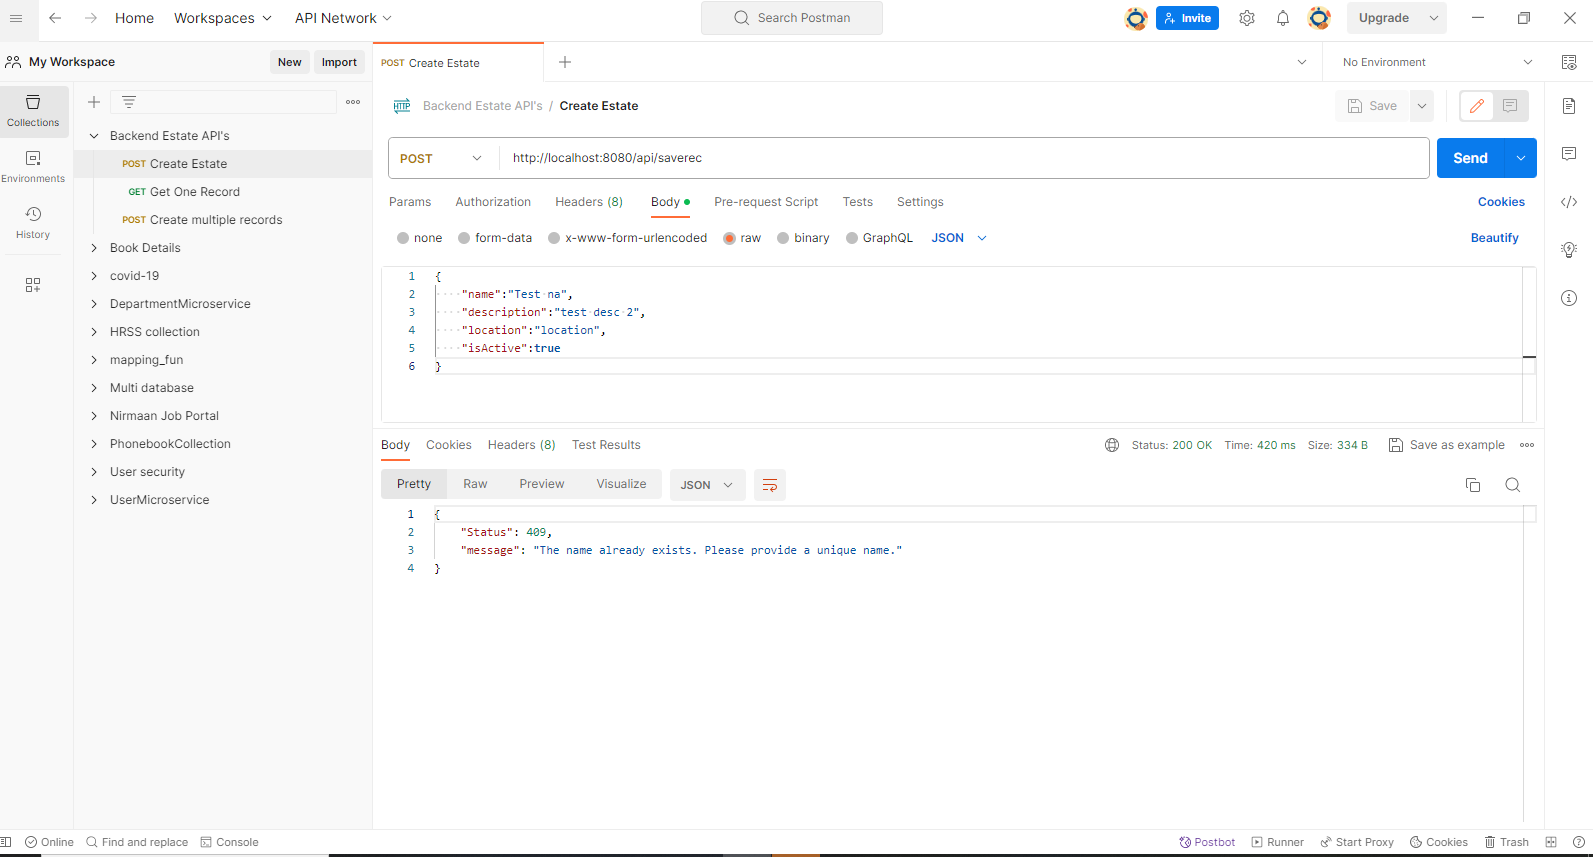 Home Workspaces API Network Search Postman Invite Upgrade
My Workspace New Import POST Create Estate No Environment
Collections
Environments
History
Backend Estate API's
POST Create Estate
GET Get One Record
POST Create multiple records
Book Details
covid-19
DepartmentMicroservice
HRSS collection
mapping_fun
Multi database
Nirmaan Job Portal
PhonebookCollection
User security
UserMicroservice
HTTP Backend Estate API's / Create Estate Save
POST http://localhost:8080/api/saverec Send
Params Authorization Headers (8) Body Pre-request Script Tests Settings Cookies
none form-data x-www-form-urlencoded raw binary GraphQL JSON Beautify
1 {
2 "name":"Test na",
3 "description":"test desc 2",
4 "location":"location",
5 "isActive":true
6 }
Body Cookies Headers (8) Test Results Status: 200 OK Time: 420 ms Size: 334 B Save as example
Pretty Raw Preview Visualize JSON
1 {
2 "Status": 409,
3 "message": "The name already exists. Please provide a unique name."
4 }
Online Find and replace Console Postbot Runner Start Proxy Cookies Trash